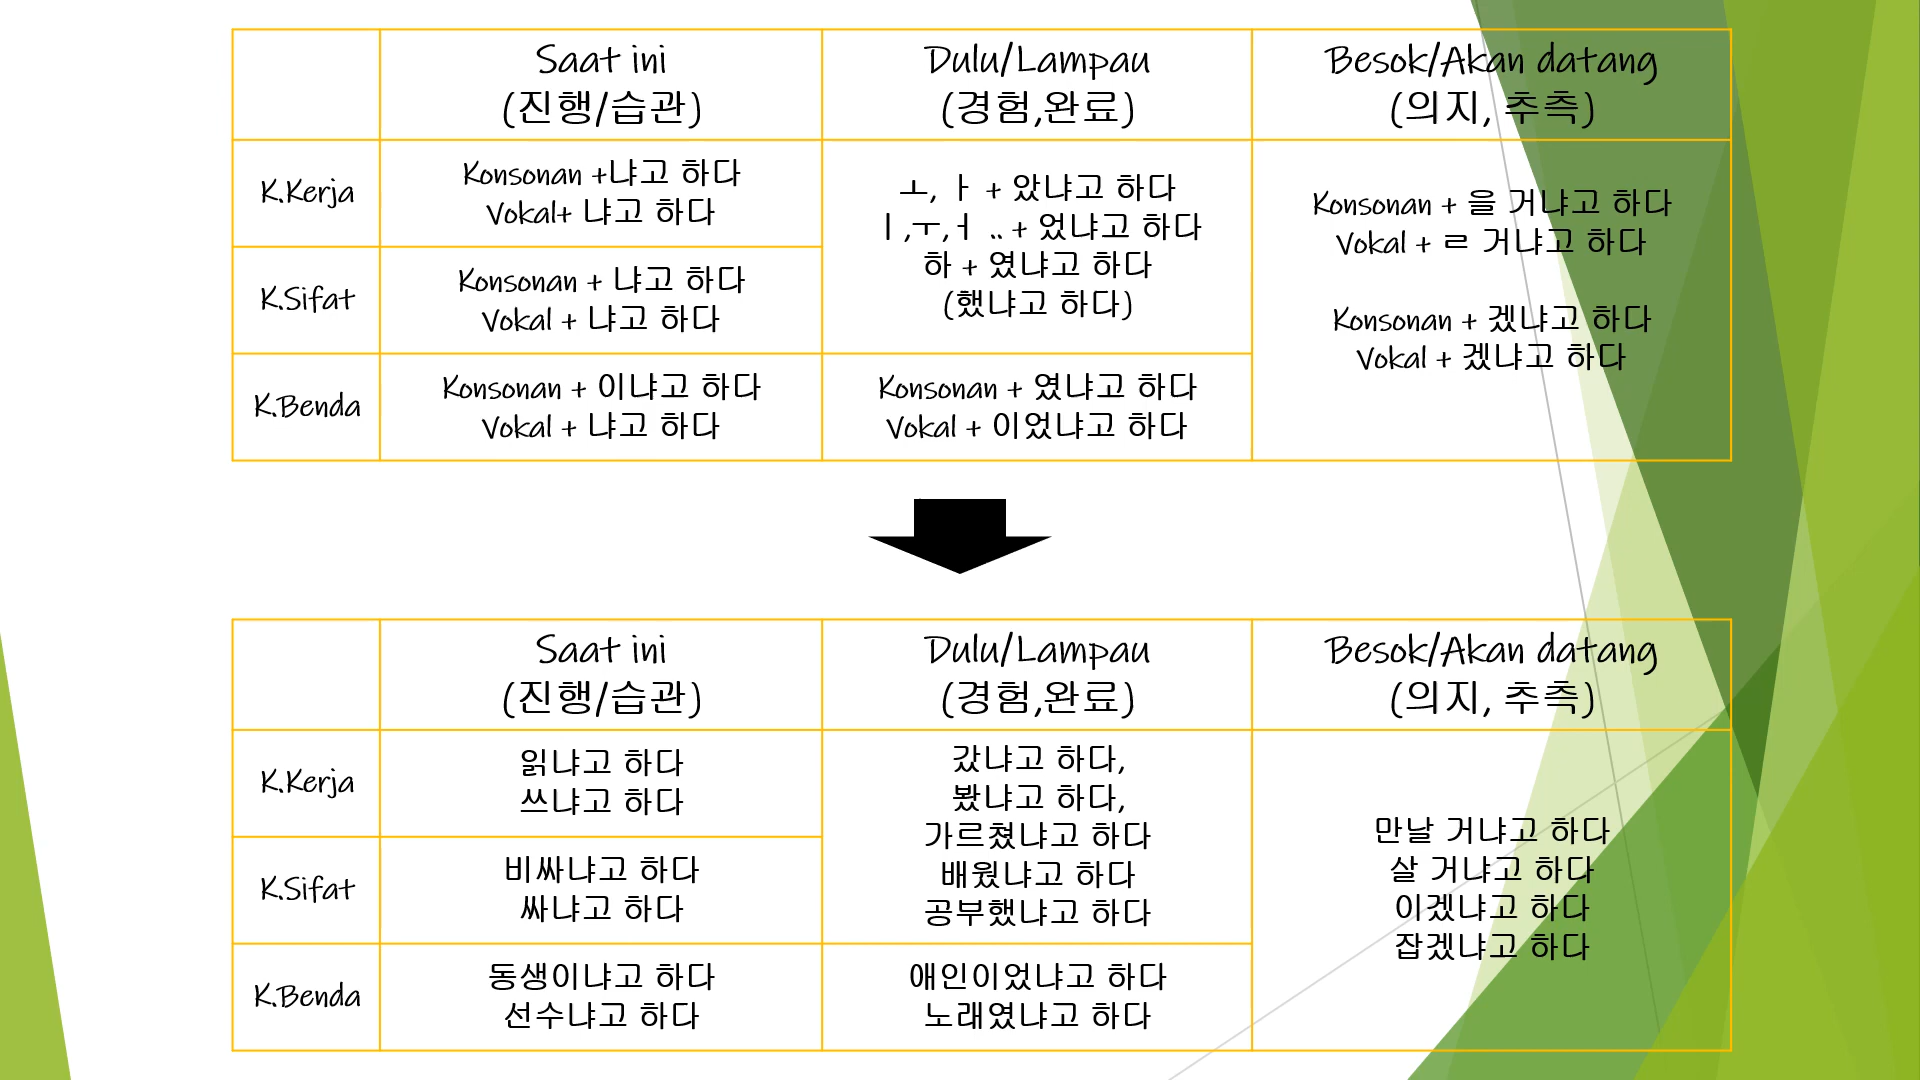 Saat ini
(진행/습관)
Dulu/Lampau
(경험,완료)
Besok/Akan datang
(의지, 추측)
K.Kerja
Konsonan +냐고 하다
Vokal+ 냐고 하다
ㅗ, ㅏ + 았냐고 하다
ㅣ,ㅜ,ㅓ .. + 었냐고 하다
하 + 였냐고 하다
(했냐고 하다)
Konsonan + 을 거냐고 하다
Vokal + ㄹ 거냐고 하다
Konsonan + 겠냐고 하다
Vokal + 겠냐고 하다
K.Sifat
Konsonan + 냐고 하다
Vokal + 냐고 하다
K.Benda
Konsonan + 이냐고 하다
Vokal + 냐고 하다
Konsonan + 였냐고 하다
Vokal + 이었냐고 하다
Saat ini
(진행/습관)
Dulu/Lampau
(경험,완료)
Besok/Akan datang
(의지, 추측)
K.Kerja
읽냐고 하다
쓰냐고 하다
갔냐고 하다,
봤냐고 하다,
가르쳤냐고 하다
배웠냐고 하다
공부했냐고 하다
만날 거냐고 하다
살 거냐고 하다
이겠냐고 하다
잡겠냐고 하다
K.Sifat
비싸냐고 하다
싸냐고 하다
K.Benda
동생이냐고 하다
선수냐고 하다
애인이었냐고 하다
노래였냐고 하다